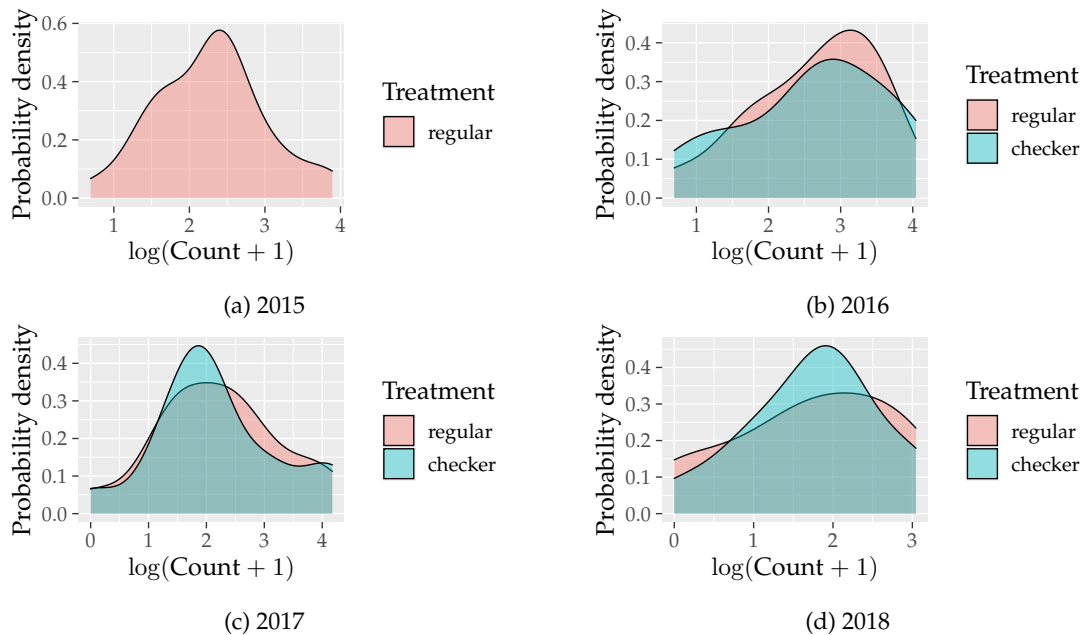 Probability density
0.6
0.4
0.2
0.0
1 2 3 4
log(Count + 1)
Treatment
regular
(a) 2015
Probability density
0.4
0.3
0.2
0.1
0.0
1 2 3 4
log(Count + 1)
Treatment
regular
checker
(b) 2016
Probability density
0.4
0.3
0.2
0.1
0.0
0 1 2 3 4
log(Count + 1)
Treatment
regular
checker
(c) 2017
Probability density
0.4
0.3
0.2
0.1
0.0
0 1 2 3
log(Count + 1)
Treatment
regular
checker
(d) 2018